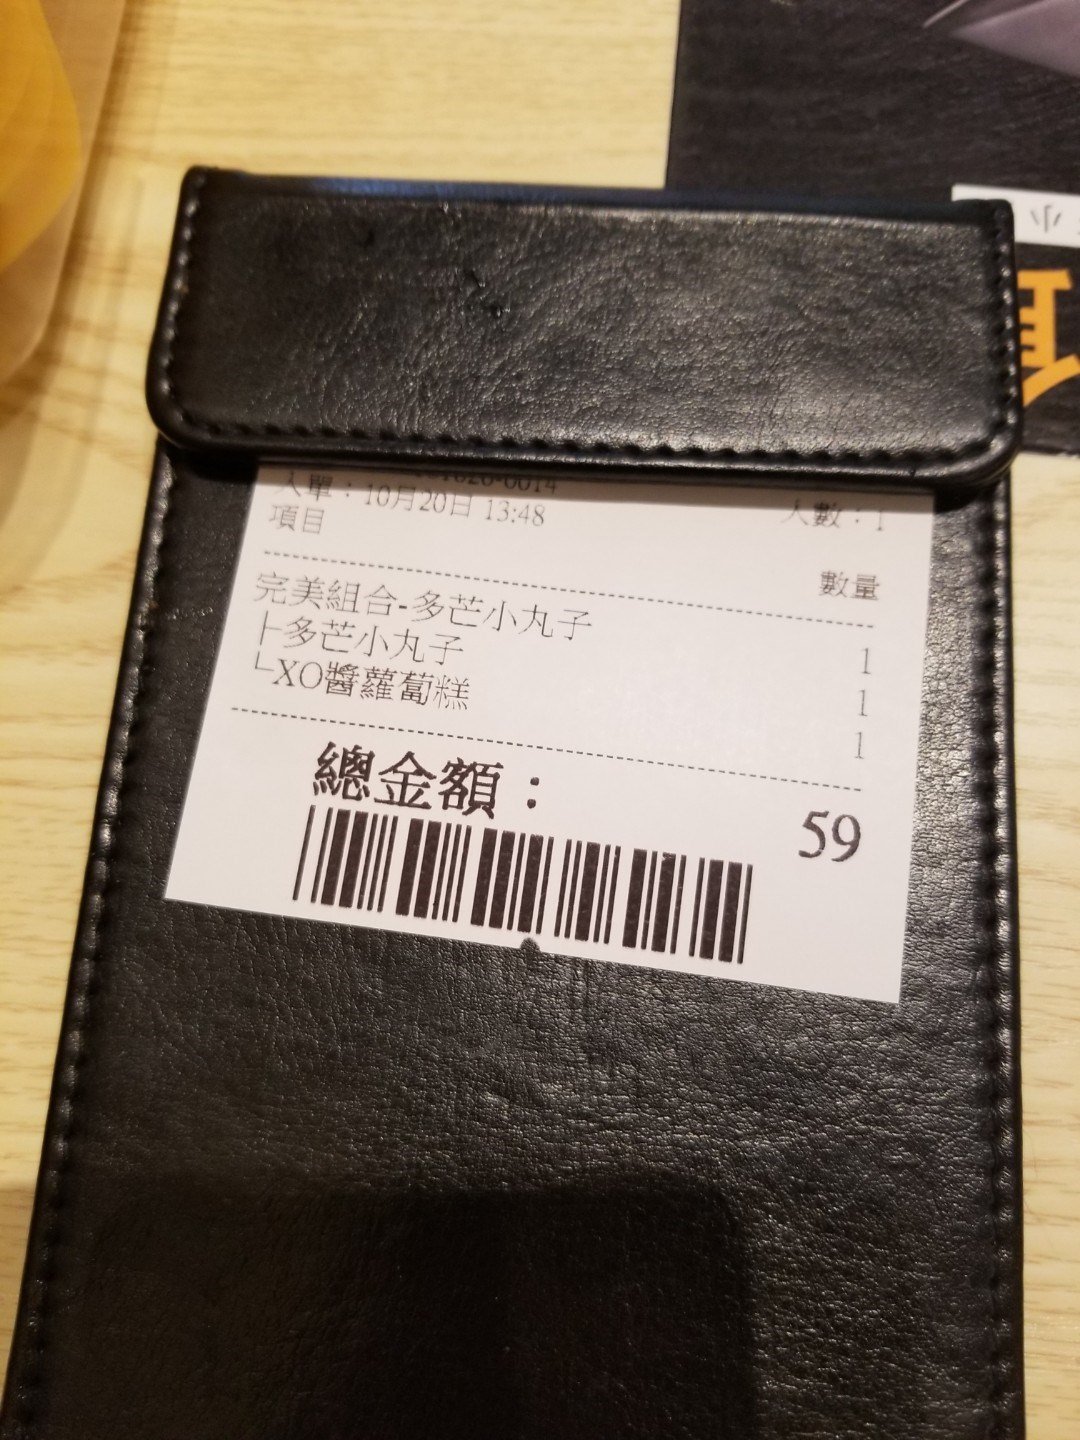 小
入單：10月20日 13:48
人數：1
項目
數量
完美組合-多芒小丸子 1
├多芒小丸子 1
└XO醬蘿蔔糕 1
總金額： 59